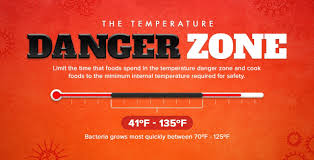 THE TEMPERATURE
DANGER ZONE
Limit the time that foods spend in the temperature danger zone and cook
foods to the minimum internal temperature required for safety.
41°F - 135°F
Bacteria grows most quickly between 70°F - 125°F